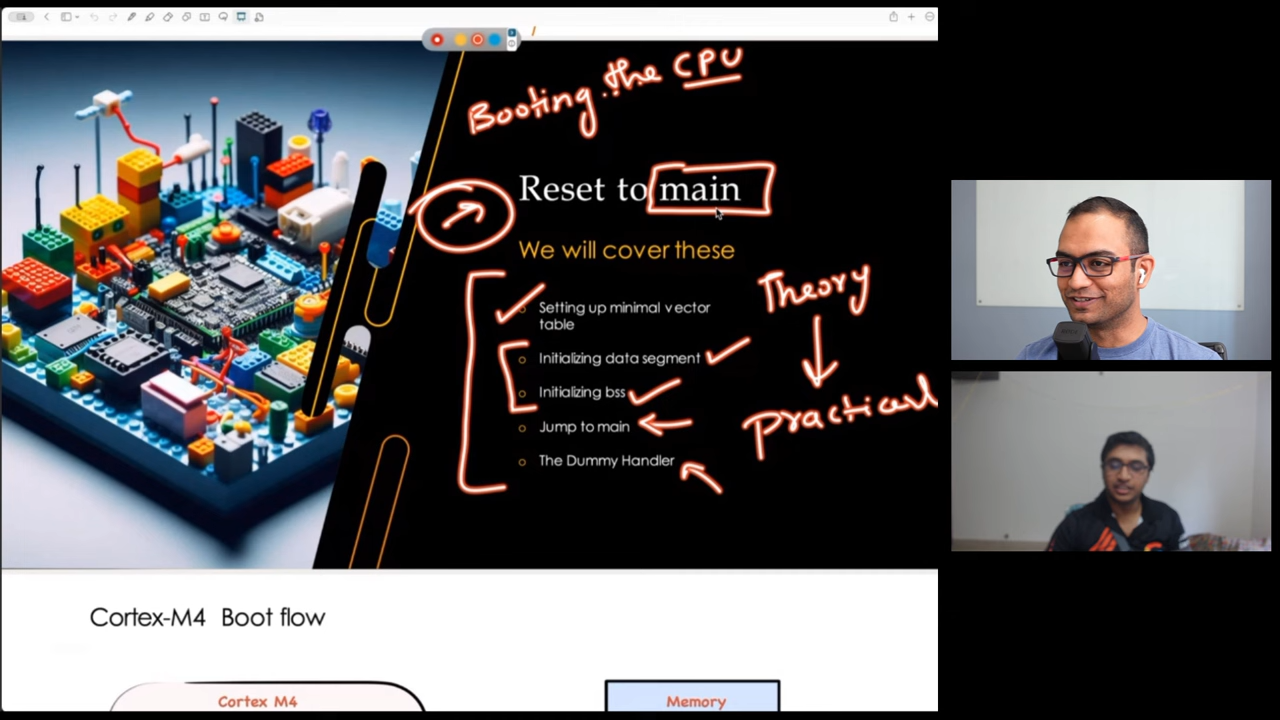 Booting the CPU
Reset to main
We will cover these
Setting up minimal vector
table
Initializing data segment
Initializing bss
Jump to main
The Dummy Handler
Theory
Practical
Cortex-M4 Boot flow
Cortex M4
Memory